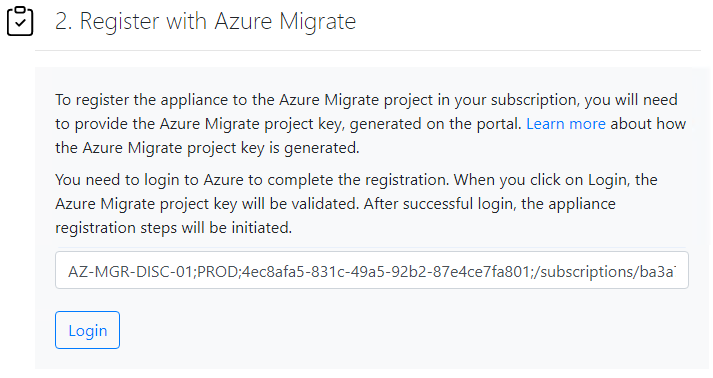 2. Register with Azure Migrate
To register the appliance to the Azure Migrate project in your subscription, you will need
to provide the Azure Migrate project key, generated on the portal. Learn more about how
the Azure Migrate project key is generated.
You need to login to Azure to complete the registration. When you click on Login, the
Azure Migrate project key will be validated. After successful login, the appliance
registration steps will be initiated.
AZ-MGR-DISC-01;PROD;4ec8afa5-831c-49a5-92b2-87e4ce7fa801;/subscriptions/ba3a
Login